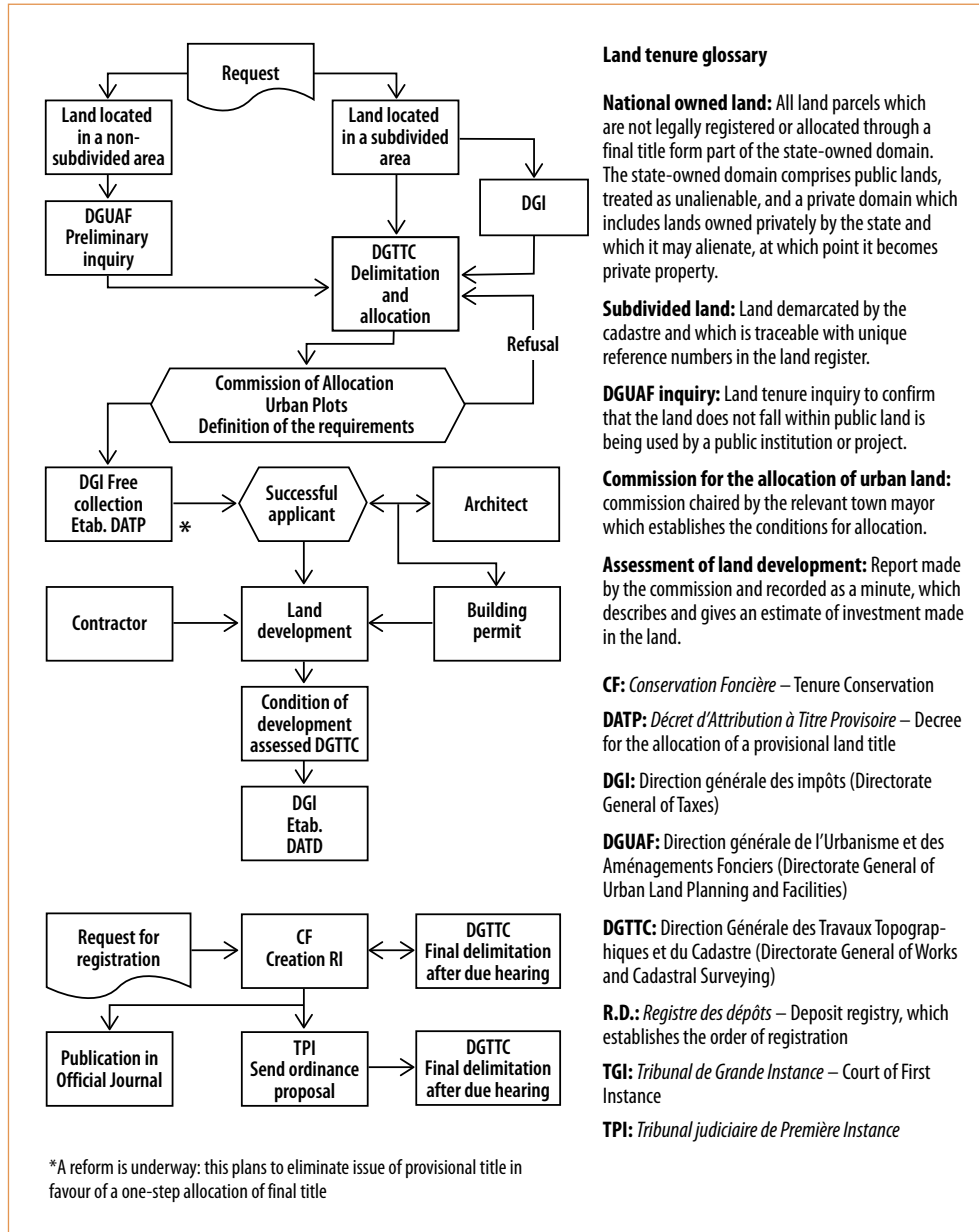 Request
Land located
in a non-
subdivided area
Land located
in a subdivided
area
DGI
DGUAF
Preliminary
inquiry
DGTTC
Delimitation
and
allocation
Refusal
Commission of Allocation
Urban Plots
Definition of the requirements
DGI Free
collection
Etab. DATP
*
Successful
applicant
Architect
Contractor
Land
development
Building
permit
Condition of
development
assessed DGTTC
DGI
Etab.
DATD
Request for
registration
CF
Creation RI
DGTTC
Final delimitation
after due hearing
Publication in
Official Journal
TPI
Send ordinance
proposal
DGTTC
Final delimitation
after due hearing
*A reform is underway: this plans to eliminate issue of provisional title in
favour of a one-step allocation of final title
Land tenure glossary
National owned land: All land parcels which
are not legally registered or allocated through a
final title form part of the state-owned domain.
The state-owned domain comprises public lands,
treated as unalienable, and a private domain which
includes lands owned privately by the state and
which it may alienate, at which point it becomes
private property.
Subdivided land: Land demarcated by the
cadastre and which is traceable with unique
reference numbers in the land register.
DGUAF inquiry: Land tenure inquiry to confirm
that the land does not fall within public land is
being used by a public institution or project.
Commission for the allocation of urban land:
commission chaired by the relevant town mayor
which establishes the conditions for allocation.
Assessment of land development: Report made
by the commission and recorded as a minute, which
describes and gives an estimate of investment made
in the land.
CF: Conservation Foncière – Tenure Conservation
DATP: Décret d'Attribution à Titre Provisoire – Decree
for the allocation of a provisional land title
DGI: Direction générale des impôts (Directorate
General of Taxes)
DGUAF: Direction générale de l'Urbanisme et des
Aménagements Fonciers (Directorate General of
Urban Land Planning and Facilities)
DGTTC: Direction Générale des Travaux Topograp-
hiques et du Cadastre (Directorate General of Works
and Cadastral Surveying)
R.D.: Registre des dépôts – Deposit registry, which
establishes the order of registration
TGI: Tribunal de Grande Instance – Court of First
Instance
TPI: Tribunal judiciaire de Première Instance